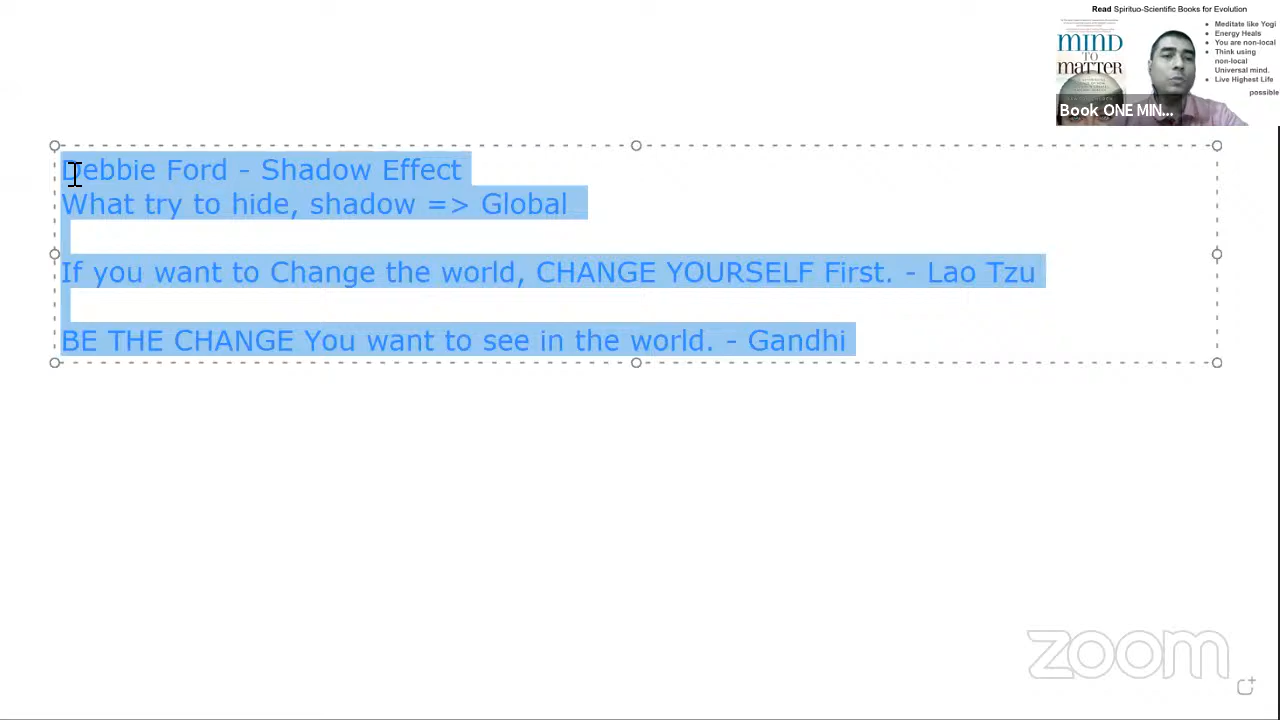 Read Spirituo-Scientific Books for Evolution
MIND
TO
MATTER
Meditate like Yogi
Energy Heals
You are non-local
Think using
non-local
Universal mind.
Live Highest Life
possible
Book ONE MIN...
Debbie Ford - Shadow Effect
What try to hide, shadow => Global
If you want to Change the world, CHANGE YOURSELF First. - Lao Tzu
BE THE CHANGE You want to see in the world. - Gandhi
zoom